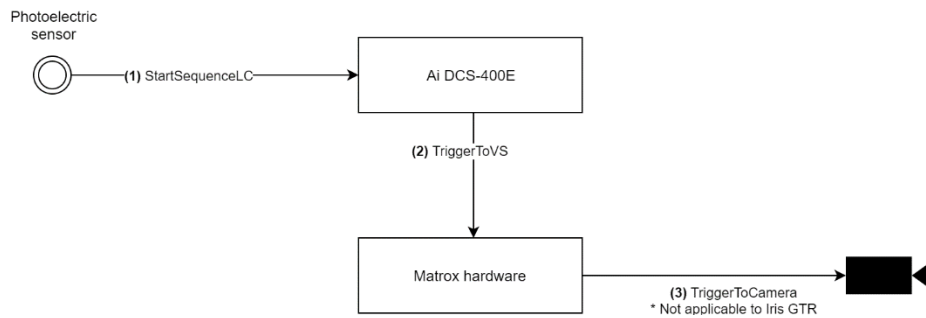 Photoelectric
sensor
(1) StartSequenceLC
Ai DCS-400E
(2) TriggerToVS
Matrox hardware
(3) TriggerToCamera
* Not applicable to Iris GTR